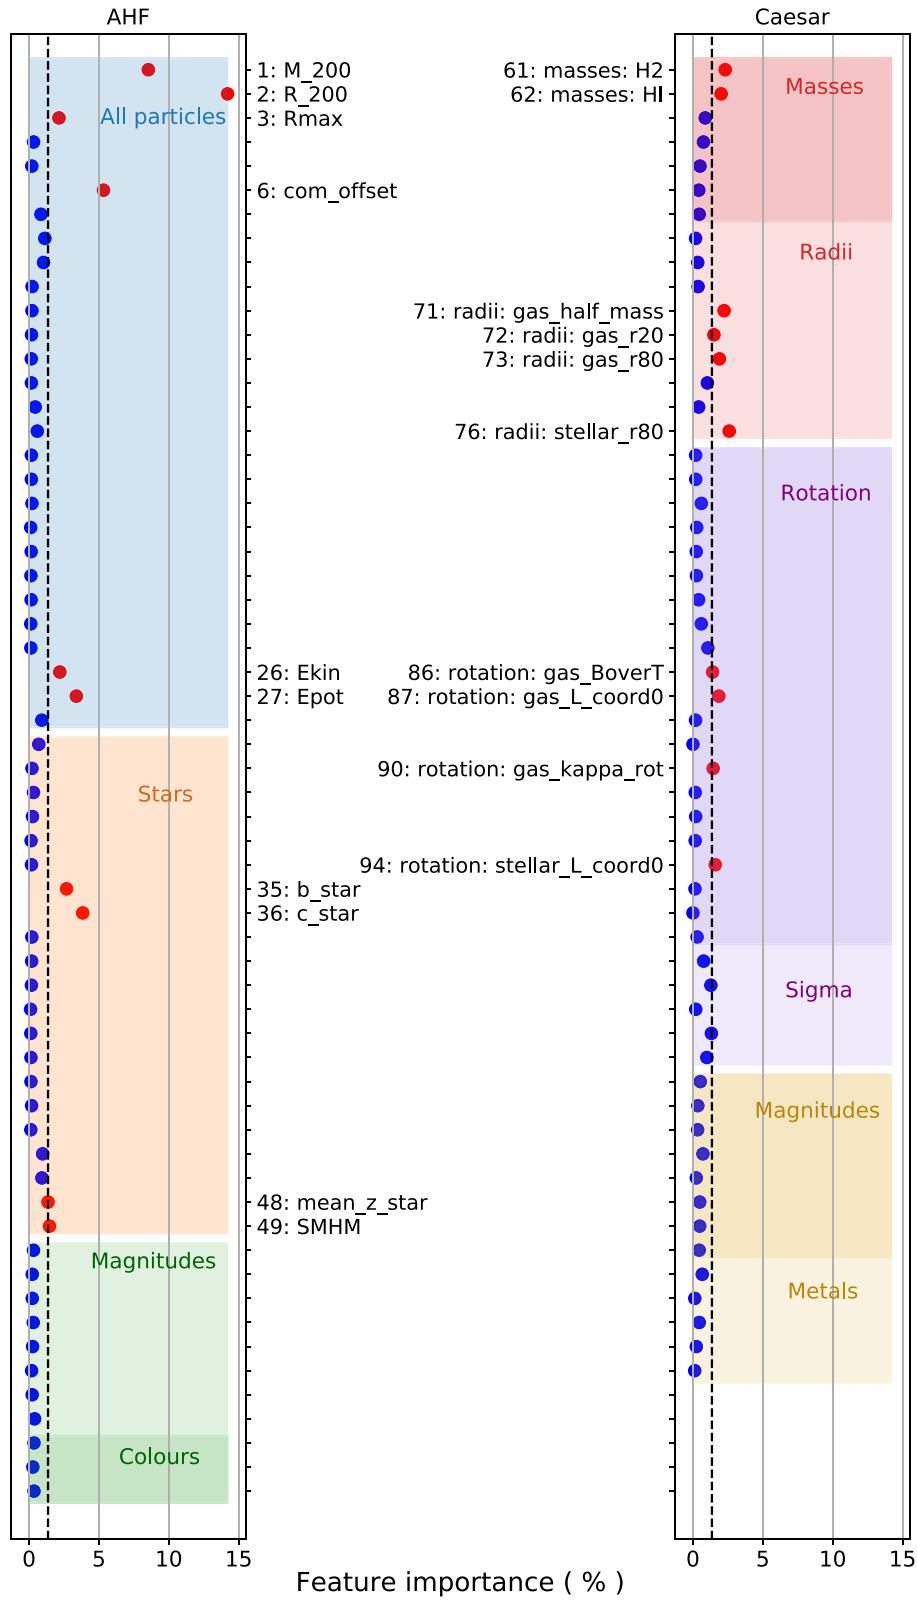 AHF
Caesar
1: M_200
2: R_200
3: Rmax
All particles
6: com_offset
26: Ekin
27: Epot
Stars
35: b_star
36: c_star
48: mean_z_star
49: SMHM
Magnitudes
Colours
61: masses: H2
62: masses: HI
Masses
Radii
71: radii: gas_half_mass
72: radii: gas_r20
73: radii: gas_r80
76: radii: stellar_r80
Rotation
86: rotation: gas_BoverT
87: rotation: gas_L_coord0
90: rotation: gas_kappa_rot
94: rotation: stellar_L_coord0
Sigma
Magnitudes
Metals
0 5 10 15
0 5 10 15
Feature importance ( % )